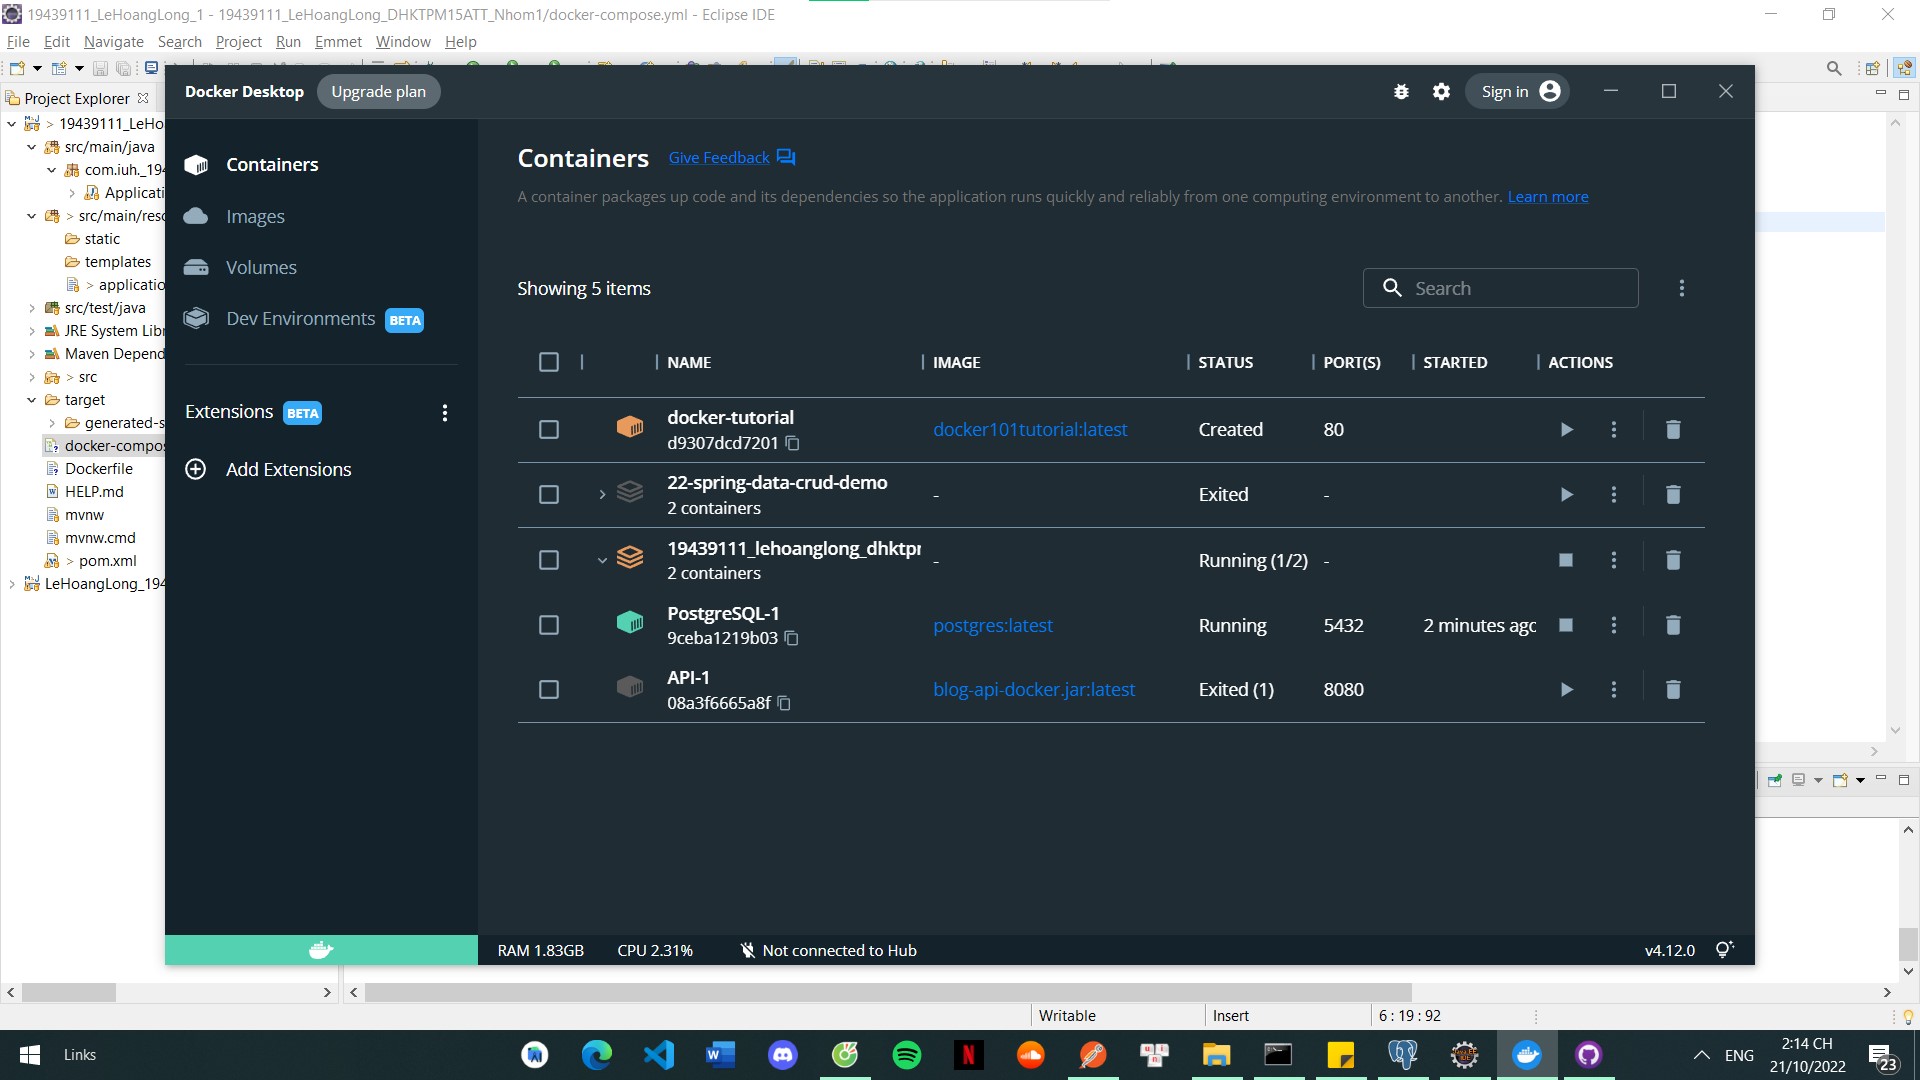 19439111_LeHoangLong_1 - 19439111_LeHoangLong_DHKTPM15ATT_Nhom1/docker-compose.yml - Eclipse IDE
File Edit Navigate Search Project Run Emmet Window Help
Project Explorer
> 19439111_LeHo
src/main/java
com.iuh._194
Applicati
> src/main/reso
static
templates
> applicatio
src/test/java
JRE System Libr
Maven Depend
> src
target
generated-s
docker-compos
Dockerfile
HELP.md
mvnw
mvnw.cmd
> pom.xml
LeHoangLong_194
Docker Desktop Upgrade plan Sign in
Containers
Images
Volumes
Dev Environments BETA
Extensions BETA
Add Extensions
Containers Give Feedback
A container packages up code and its dependencies so the application runs quickly and reliably from one computing environment to another. Learn more
Showing 5 items Search
NAME IMAGE STATUS PORT(S) STARTED ACTIONS
docker-tutorial
d9307dcd7201 docker101tutorial:latest Created 80
22-spring-data-crud-demo
2 containers - Exited -
19439111_lehoanglong_dhktpr
2 containers - Running (1/2) -
PostgreSQL-1
9ceba1219b03 postgres:latest Running 5432 2 minutes ago
API-1
08a3f6665a8f blog-api-docker.jar:latest Exited (1) 8080
RAM 1.83GB CPU 2.31% Not connected to Hub v4.12.0
Writable Insert 6 : 19 : 92
Links ENG 2:14 CH
21/10/2022 23